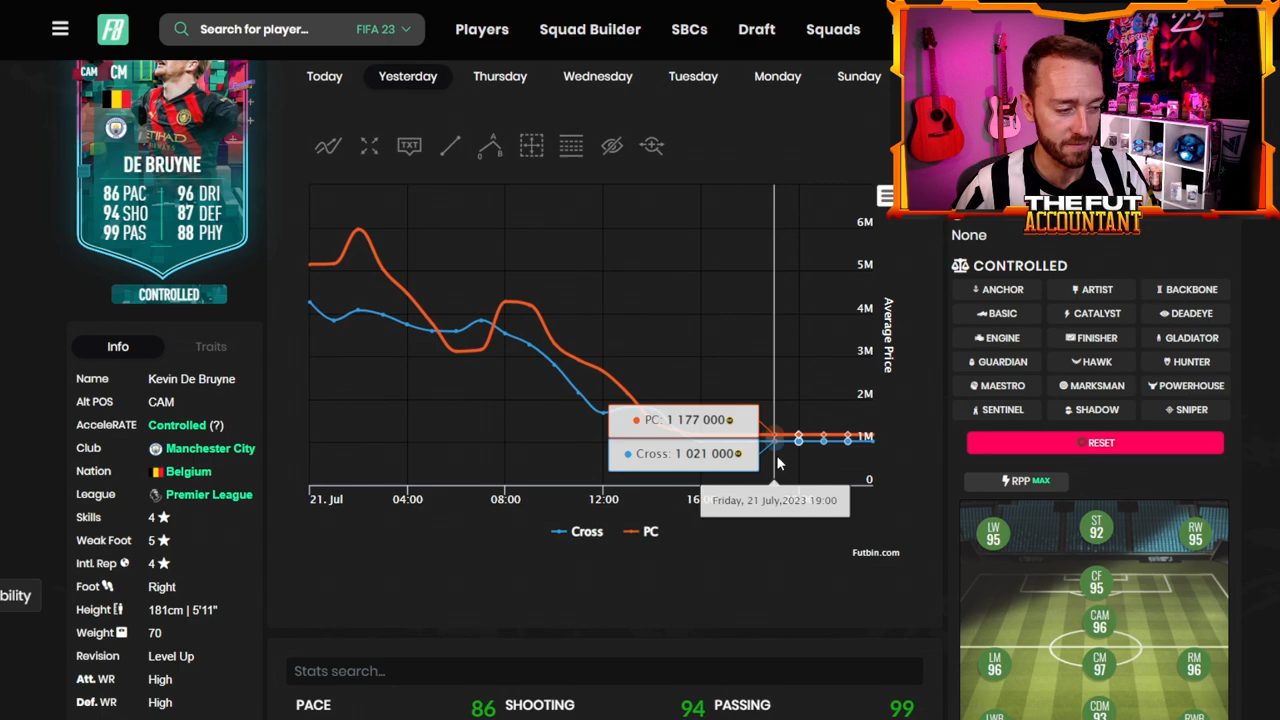 F8
Search for player...
FIFA 23
Players
Squad Builder
SBCs
Draft
Squads
CAM CM
DE BRUYNE
86 PAC 96 DRI
94 SHO 87 DEF
99 PAS 88 PHY
CONTROLLED
Info Traits
Name Kevin De Bruyne
Alt POS CAM
AcceleRATE Controlled (?)
Club Manchester City
Nation Belgium
League Premier League
Skills 4
Weak Foot 5
Intl. Rep 4
Foot Right
Height 181cm | 5'11"
Weight 70
Revision Level Up
Att. WR High
Def. WR High
bility
Today Yesterday Thursday Wednesday Tuesday Monday Sunday
TXT
A
B
6M
5M
4M
3M
2M
1M
0
Average Price
PC: 1 177 000
Cross: 1 021 000
Friday, 21 July,2023 19:00
21. Jul 04:00 08:00 12:00
Cross PC
Futbin.com
Stats search...
PACE 86 SHOOTING 94 PASSING 99
THE FUT
ACCOUNTANT
None
CONTROLLED
ANCHOR ARTIST BACKBONE
BASIC CATALYST DEADEYE
ENGINE FINISHER GLADIATOR
GUARDIAN HAWK HUNTER
MAESTRO MARKSMAN POWERHOUSE
SENTINEL SHADOW SNIPER
RESET
RPP MAX
LW
95
ST
92
RW
95
CF
95
CAM
96
LM
96
CM
97
RM
96
CDM
93
LWB
RWB